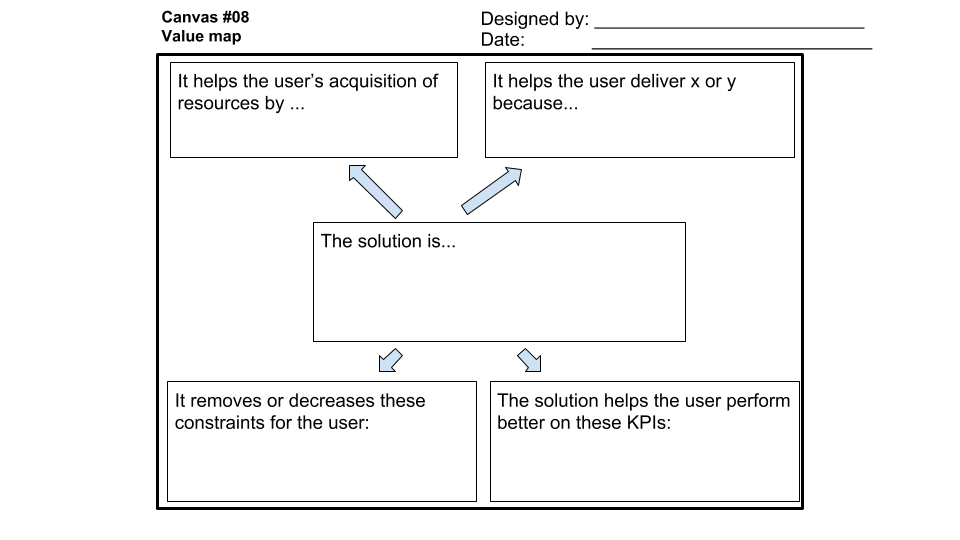 Canvas #08
Value map
Designed by: ___________________________
Date: ____________________________
It helps the user’s acquisition of
resources by ...
It helps the user deliver x or y
because...
The solution is...
It removes or decreases these
constraints for the user:
The solution helps the user perform
better on these KPIs: